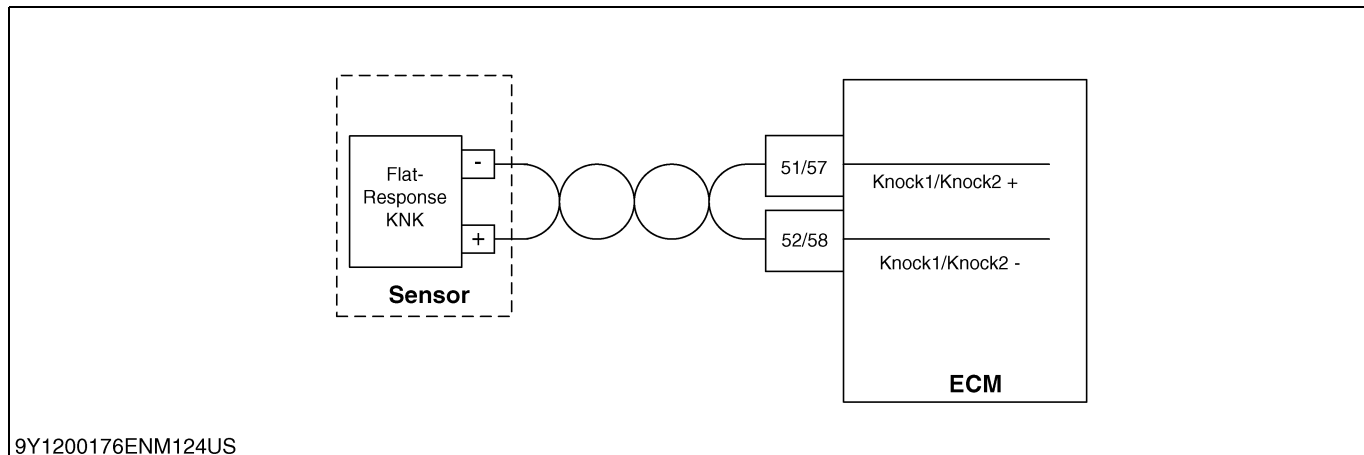 Flat-
Response
KNK
-
+
Sensor
51/57
52/58
Knock1/Knock2 +
Knock1/Knock2 -
ECM
9Y1200176ENM124US